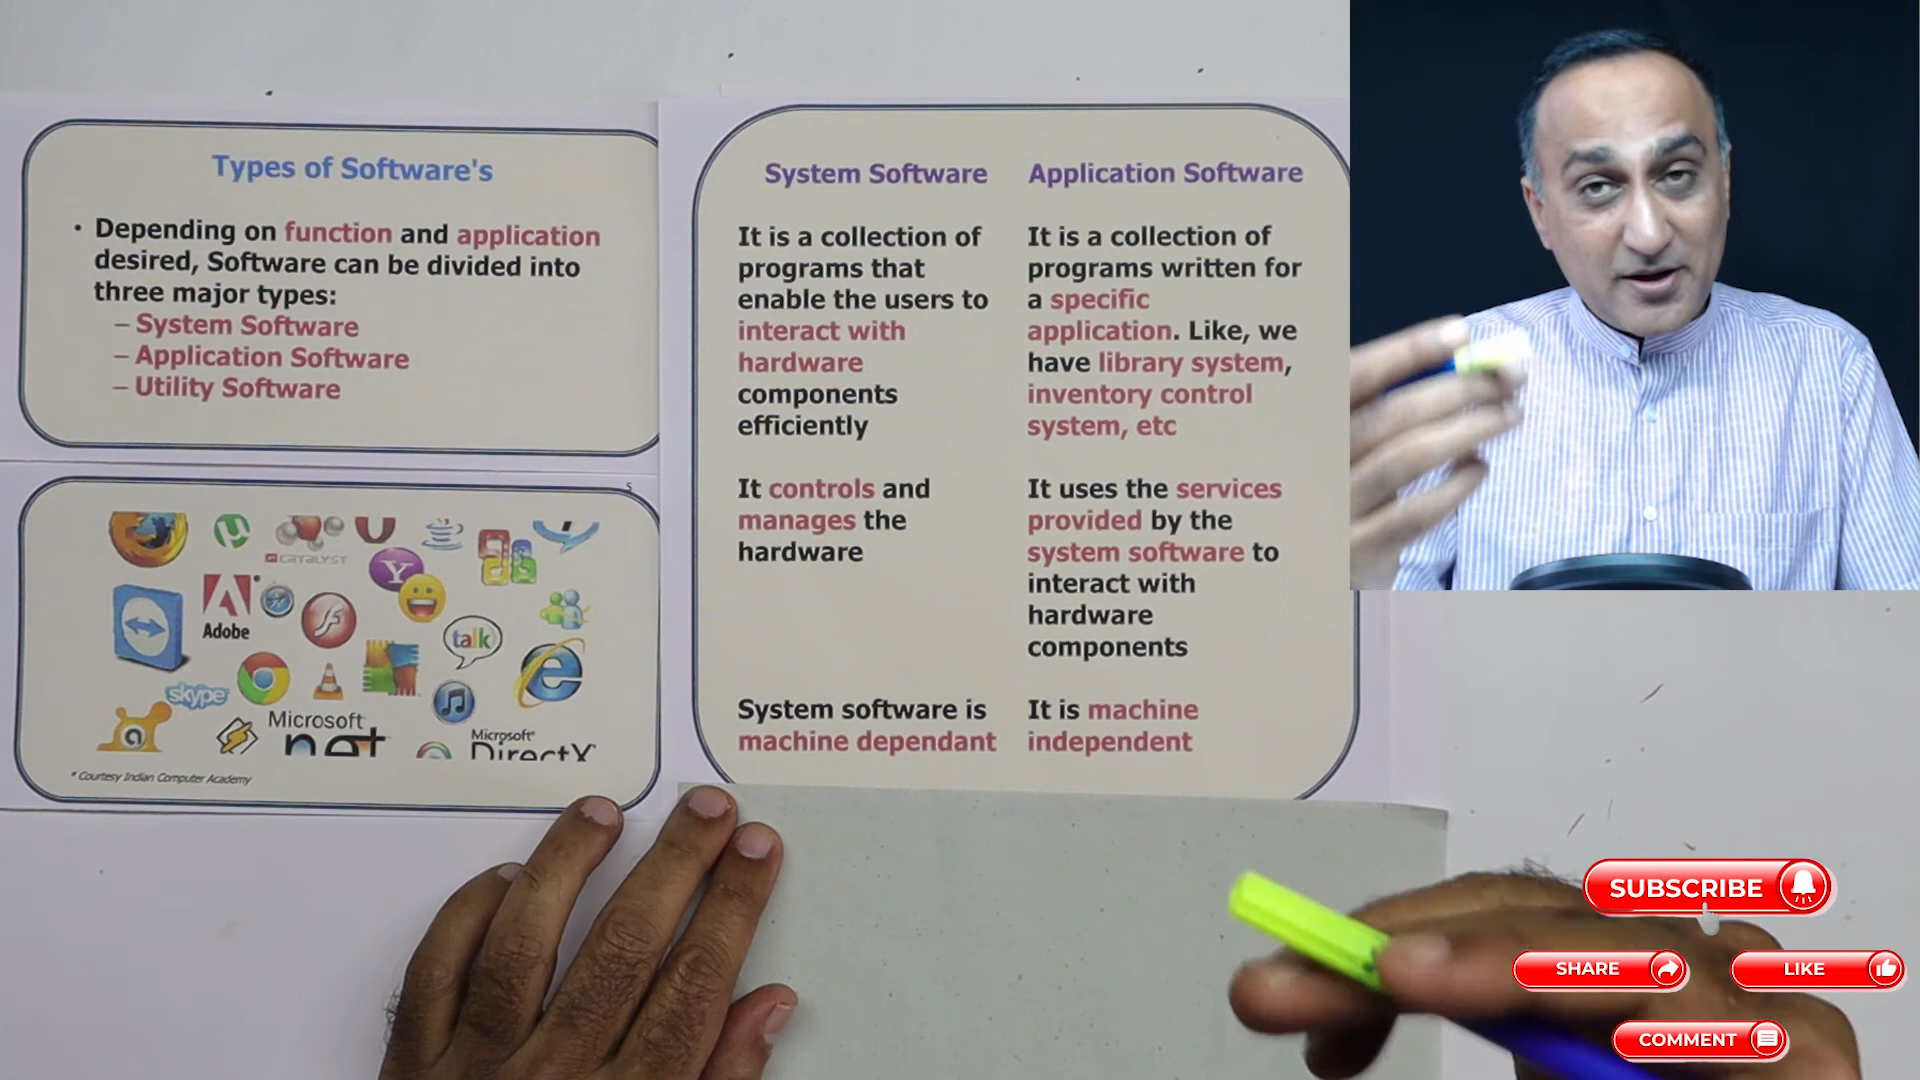 Types of Software's
• Depending on function and application
desired, Software can be divided into
three major types:
– System Software
– Application Software
– Utility Software
5
CATALYST
Y
Adobe
talk
skype
a
Microsoft
net
Microsoft
DirectX
* Courtesy Indian Computer Academy
System Software
It is a collection of
programs that
enable the users to
interact with
hardware
components
efficiently
It controls and
manages the
hardware
System software is
machine dependant
Application Software
It is a collection of
programs written for
a specific
application. Like, we
have library system,
inventory control
system, etc
It uses the services
provided by the
system software to
interact with
hardware
components
It is machine
independent
SUBSCRIBE
SHARE
LIKE
COMMENT